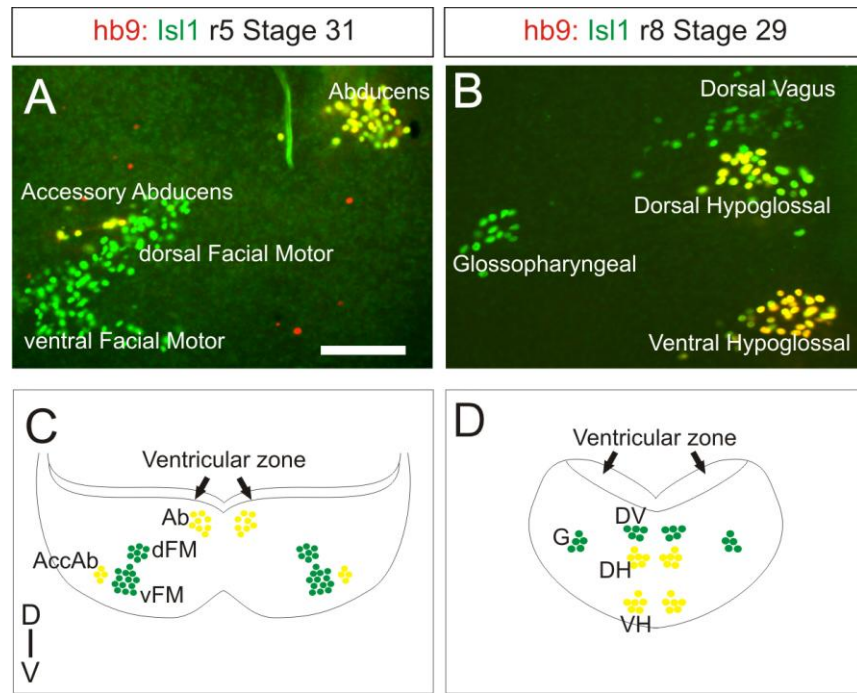 hb9: Isl1 r5 Stage 31
hb9: Isl1 r8 Stage 29
A
Abducens
Accessory Abducens
dorsal Facial Motor
ventral Facial Motor
B
Dorsal Vagus
Dorsal Hypoglossal
Glossopharyngeal
Ventral Hypoglossal
C
Ventricular zone
Ab
dFM
AccAb
vFM
D
V
D
Ventricular zone
DV
G
DH
VH